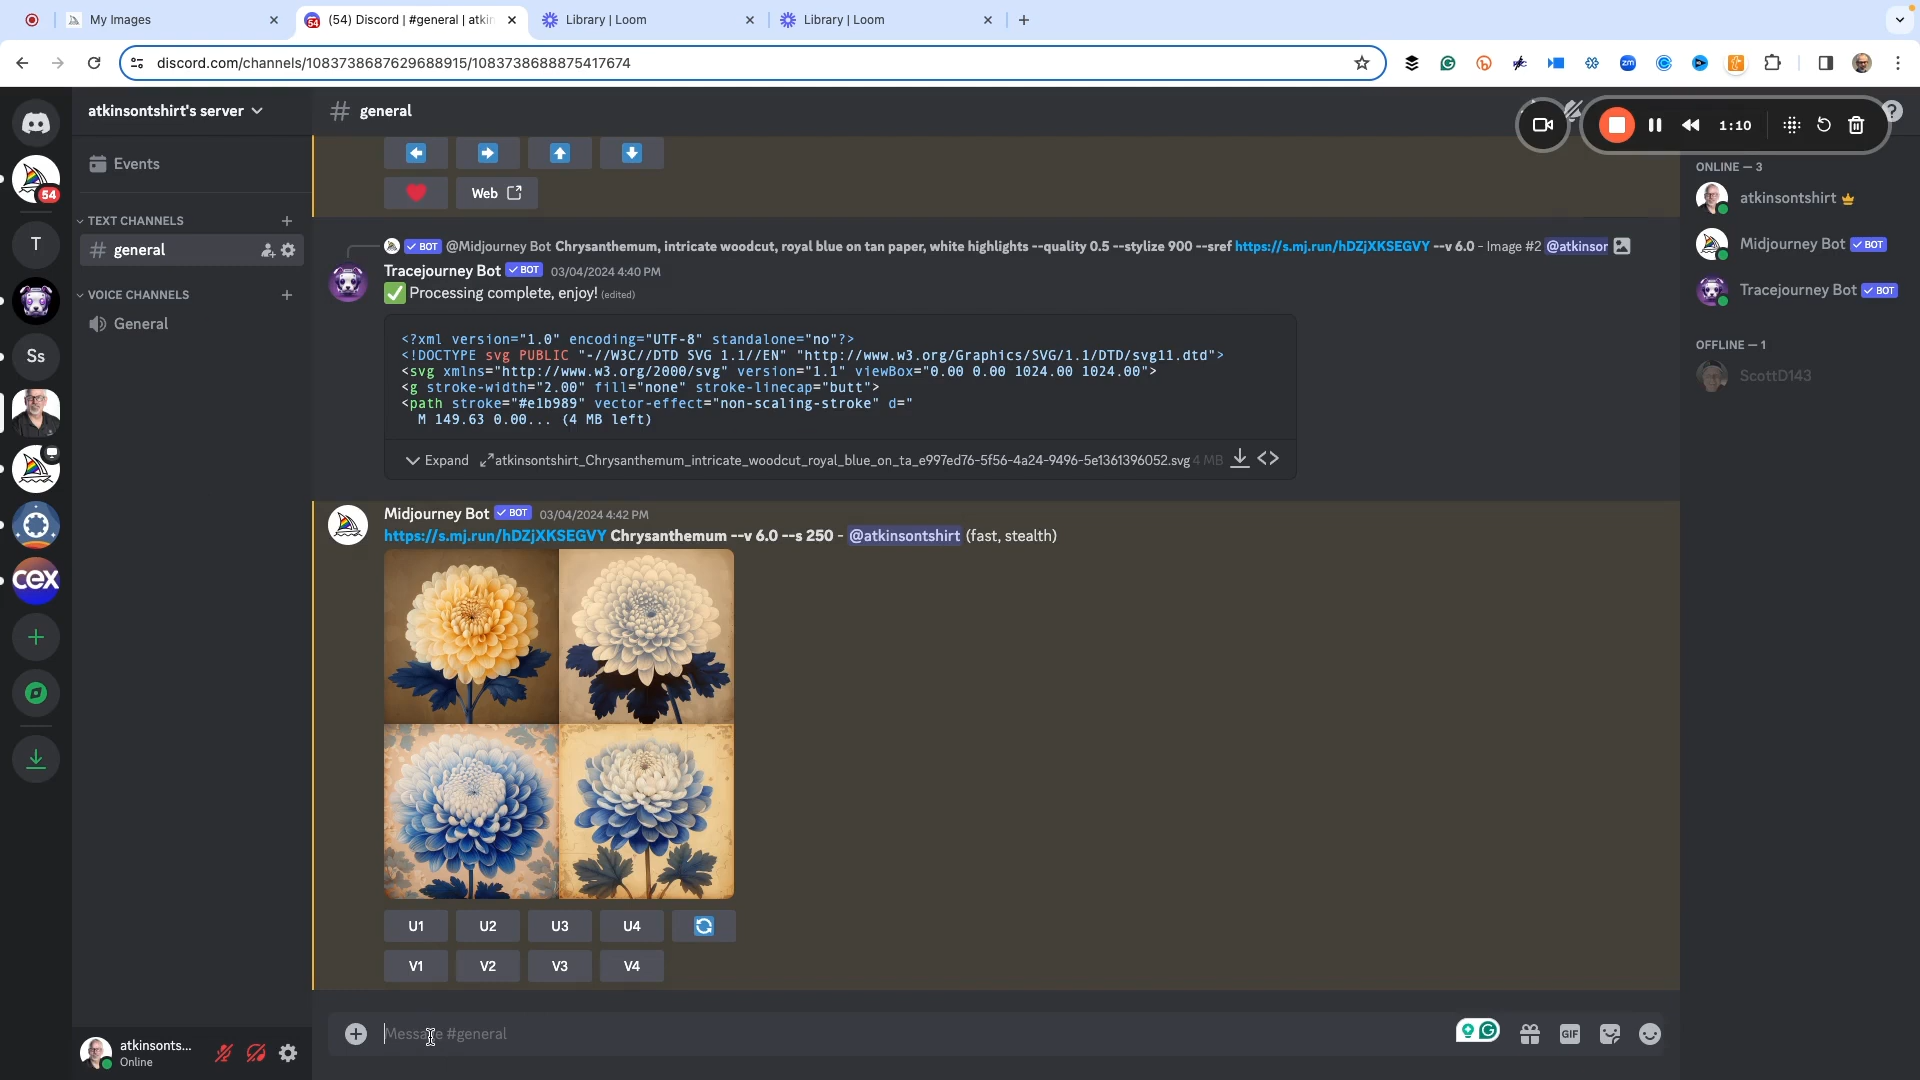 My Images
(54) Discord | #general | atkin
Library | Loom
Library | Loom
discord.com/channels/1083738687629688915/1083738688875417674
atkinsontshirt's server
general
1:10
Events
TEXT CHANNELS
general
VOICE CHANNELS
General
54
T
Ss
cex
Web
BOT @Midjourney Bot Chrysanthemum, intricate woodcut, royal blue on tan paper, white highlights --quality 0.5 --stylize 900 --sref https://s.mj.run/hDZjXKSEGVY --v 6.0 - Image #2 @atkinsor
Tracejourney Bot BOT 03/04/2024 4:40 PM
Processing complete, enjoy! (edited)
<?xml version="1.0" encoding="UTF-8" standalone="no"?>
<!DOCTYPE svg PUBLIC "-//W3C//DTD SVG 1.1//EN" "http://www.w3.org/Graphics/SVG/1.1/DTD/svg11.dtd">
<svg xmlns="http://www.w3.org/2000/svg" version="1.1" viewBox="0.00 0.00 1024.00 1024.00">
<g stroke-width="2.00" fill="none" stroke-linecap="butt">
<path stroke="#e1b989" vector-effect="non-scaling-stroke" d="
M 149.63 0.00... (4 MB left)
Expand atkinsontshirt_Chrysanthemum_intricate_woodcut_royal_blue_on_ta_e997ed76-5f56-4a24-9496-5e1361396052.svg 4 MB
Midjourney Bot BOT 03/04/2024 4:42 PM
https://s.mj.run/hDZjXKSEGVY Chrysanthemum --v 6.0 --s 250 - @atkinsontshirt (fast, stealth)
U1 U2 U3 U4
V1 V2 V3 V4
Message #general
atkinsonts...
Online
ONLINE — 3
atkinsontshirt
Midjourney Bot BOT
Tracejourney Bot BOT
OFFLINE — 1
ScottD143